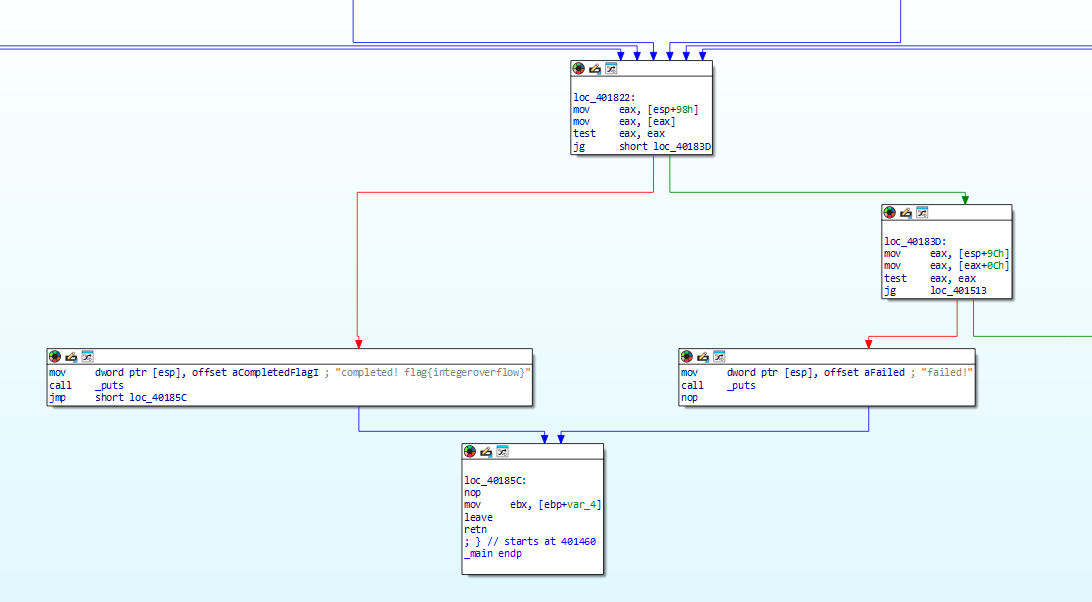 loc_401822:
mov eax, [esp+98h]
mov eax, [eax]
test eax, eax
jg short loc_40183D
loc_40183D:
mov eax, [esp+9Ch]
mov eax, [eax+0Ch]
test eax, eax
jg loc_401513
mov dword ptr [esp], offset aCompletedFlagI ; "completed! flag{integeroverflow}"
call _puts
jmp short loc_40185C
mov dword ptr [esp], offset aFailed ; "failed!"
call _puts
nop
loc_40185C:
nop
mov ebx, [ebp+var_4]
leave
retn
; } // starts at 401460
_main endp